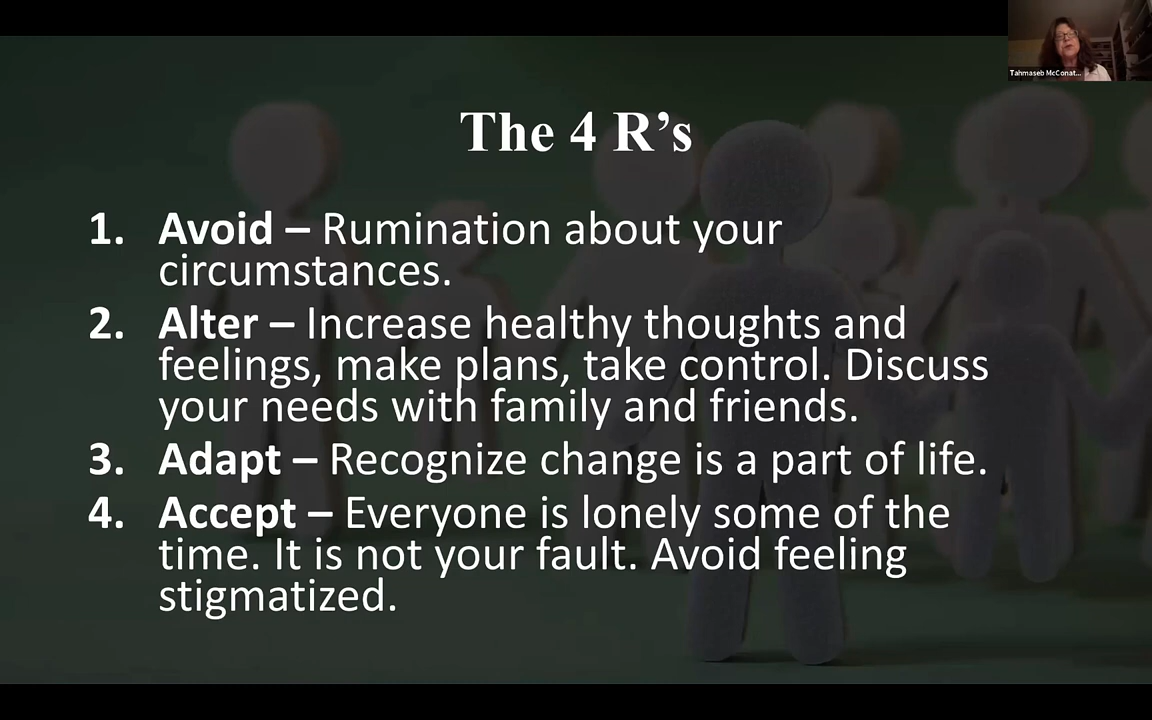 Tahmaseb McConat...
The 4 R's
1. Avoid – Rumination about your
circumstances.
2. Alter – Increase healthy thoughts and
feelings, make plans, take control. Discuss
your needs with family and friends.
3. Adapt – Recognize change is a part of life.
4. Accept – Everyone is lonely some of the
time. It is not your fault. Avoid feeling
stigmatized.